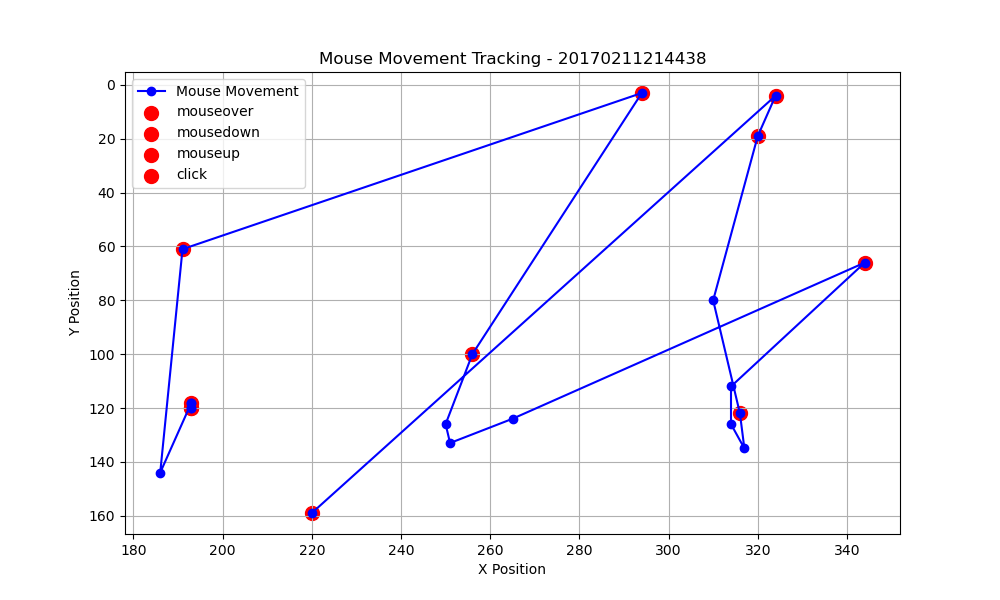 Mouse Movement Tracking - 20170211214438
Mouse Movement
mouseover
mousedown
mouseup
click
0
20
40
60
80
100
120
140
160
Y Position
180 200 220 240 260 280 300 320 340
X Position